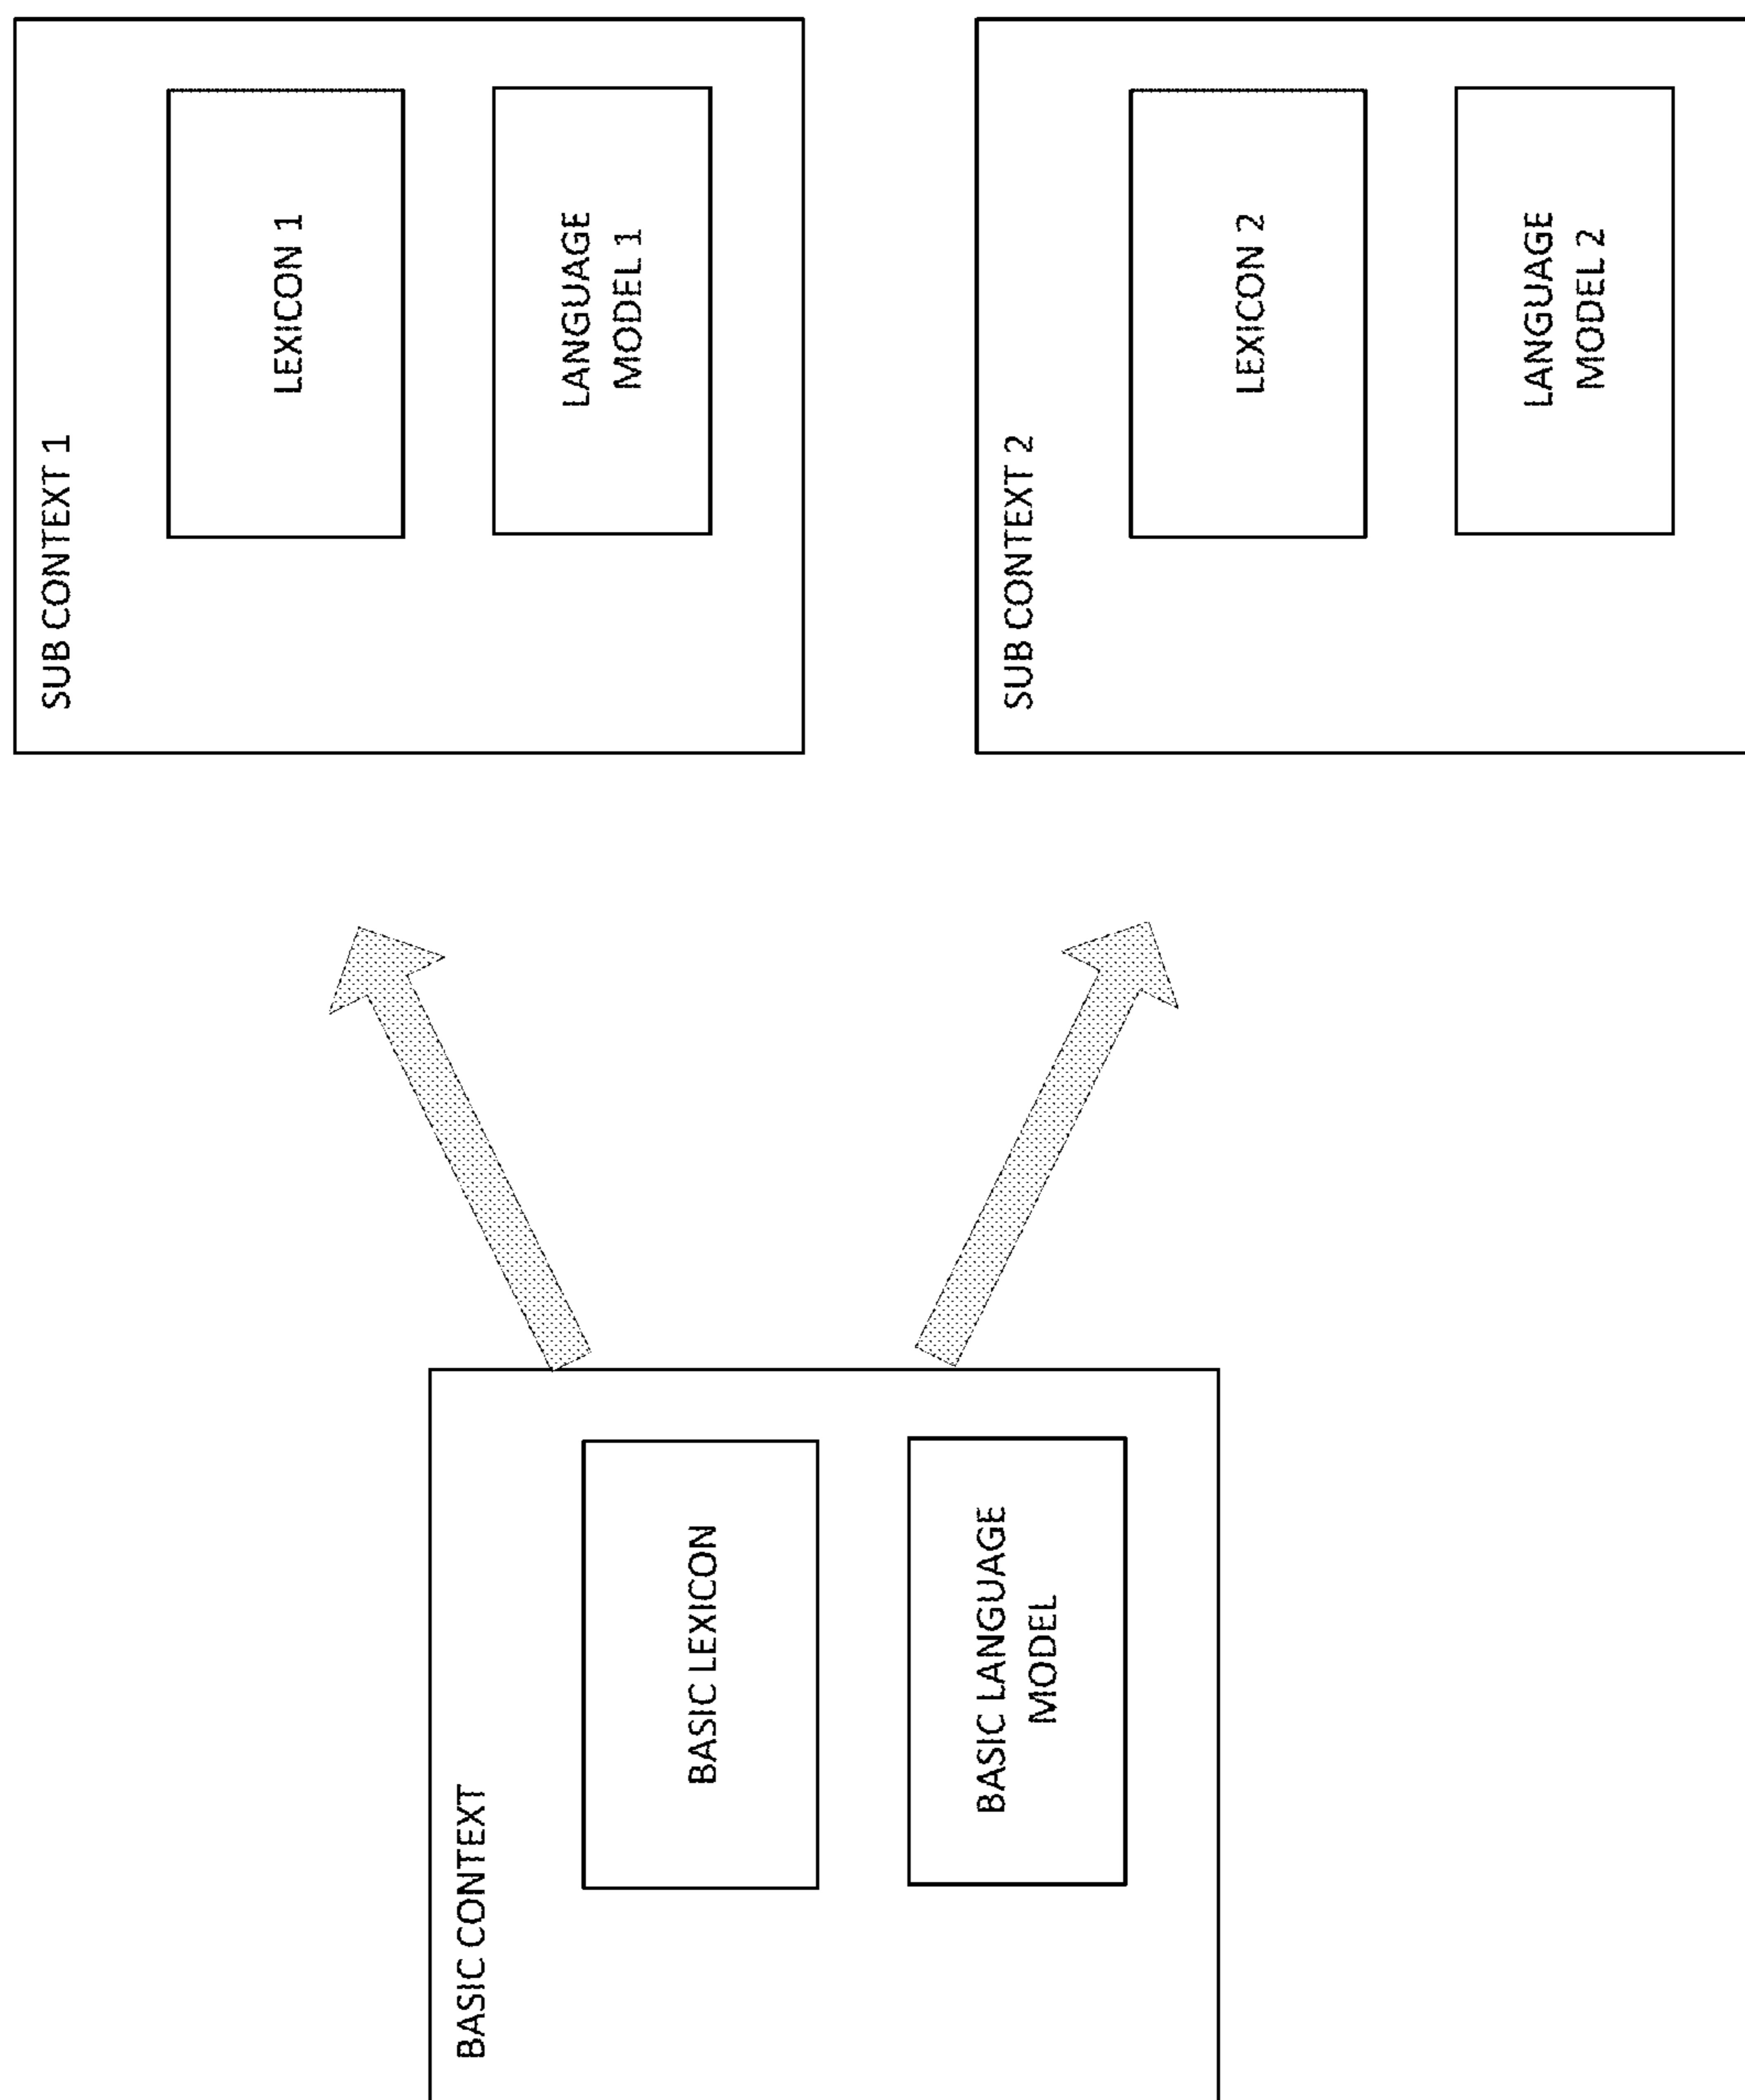 BASIC CONTEXT
BASIC LEXICON
BASIC LANGUAGE
MODEL
SUB CONTEXT 1
LEXICON 1
LANGUAGE
MODEL 1
SUB CONTEXT 2
LEXICON 2
LANGUAGE
MODEL 2